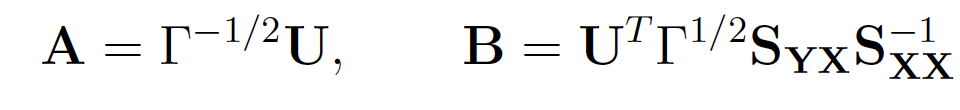 A = Γ^{-1/2}U, B = U^TΓ^{1/2}S_{YX}S_{XX}^{-1}